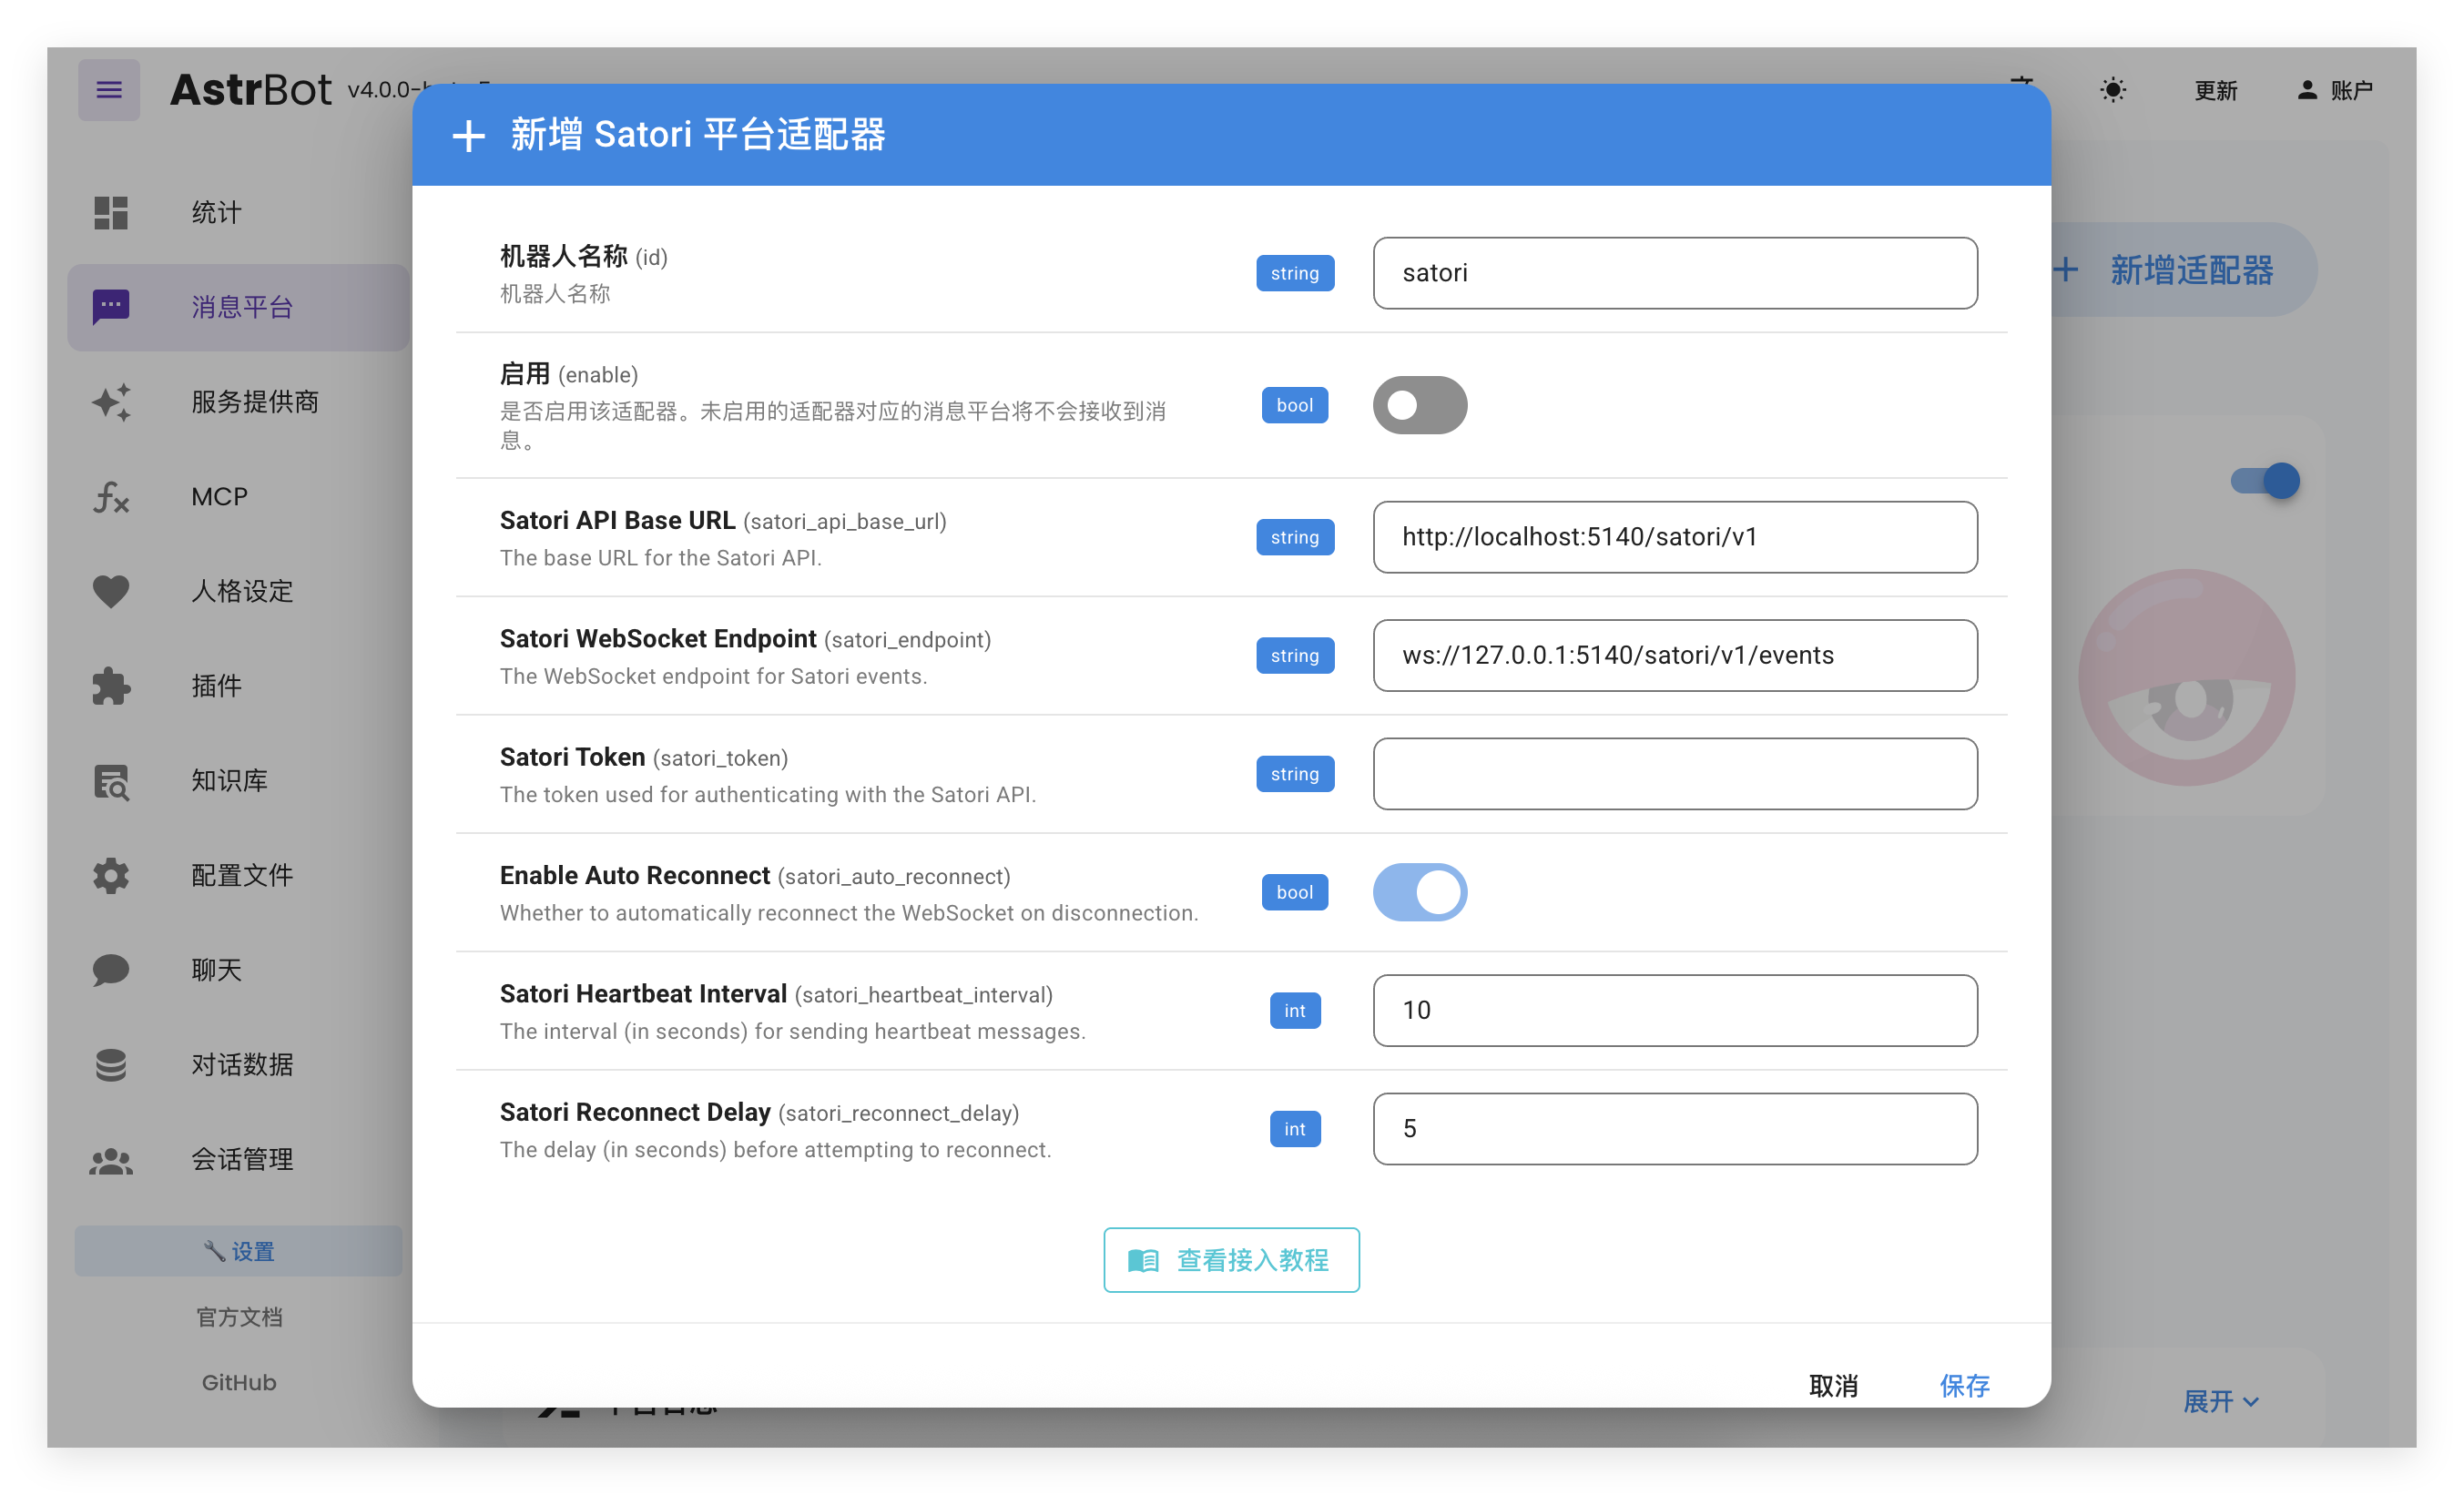 AstrBot v4.0.0-
更新
账户
统计
消息平台
服务提供商
MCP
人格设定
插件
知识库
配置文件
聊天
对话数据
会话管理
🔧 设置
官方文档
GitHub
新增适配器
新增 Satori 平台适配器
机器人名称 (id)
机器人名称
string
satori
启用 (enable)
是否启用该适配器。未启用的适配器对应的消息平台将不会接收到消
息。
bool
Satori API Base URL (satori_api_base_url)
The base URL for the Satori API.
string
http://localhost:5140/satori/v1
Satori WebSocket Endpoint (satori_endpoint)
The WebSocket endpoint for Satori events.
string
ws://127.0.0.1:5140/satori/v1/events
Satori Token (satori_token)
The token used for authenticating with the Satori API.
string
Enable Auto Reconnect (satori_auto_reconnect)
Whether to automatically reconnect the WebSocket on disconnection.
bool
Satori Heartbeat Interval (satori_heartbeat_interval)
The interval (in seconds) for sending heartbeat messages.
int
10
Satori Reconnect Delay (satori_reconnect_delay)
The delay (in seconds) before attempting to reconnect.
int
5
查看接入教程
取消
保存
展开